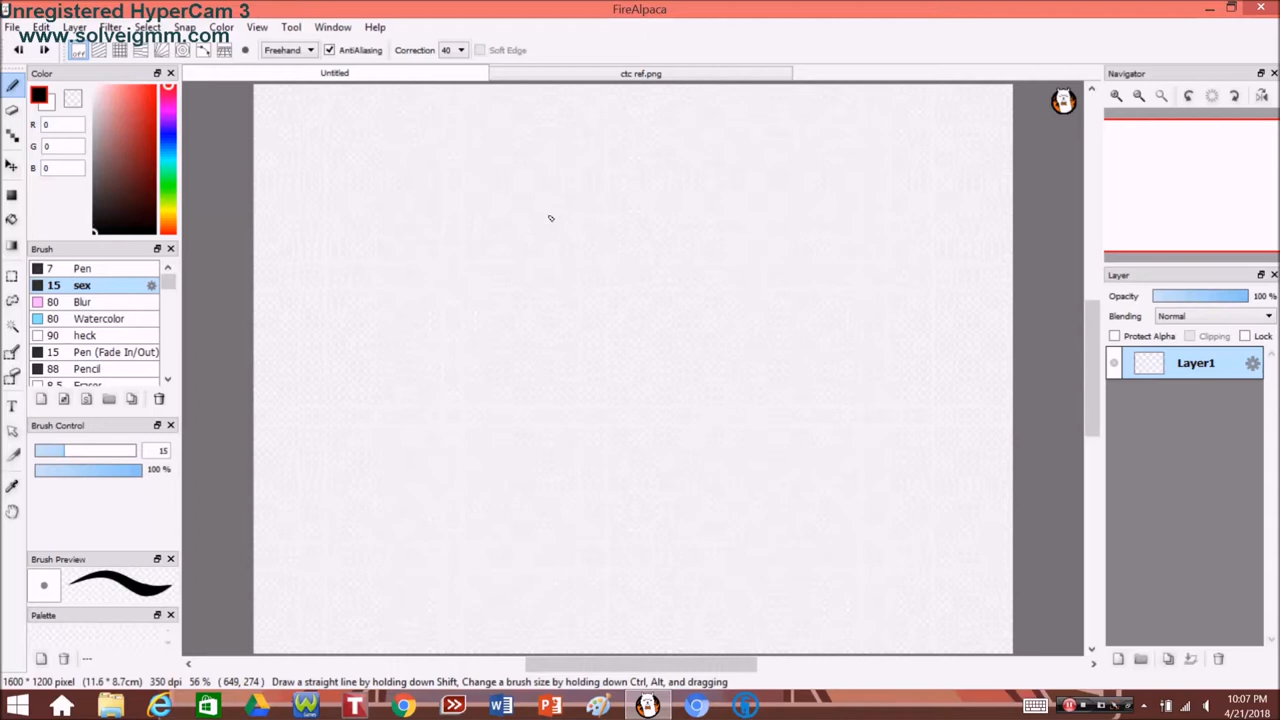 Unregistered HyperCam 3
FireAlpaca
File Edit Layer Filter Select Snap Color View Tool Window Help
www.solveigmm.com
off Freehand AntiAliasing Correction 40 Soft Edge
Color Untitled ctc ref.png Navigator
R 0
G 0
B 0
Brush
7 Pen
15 sex
80 Blur
80 Watercolor
90 heck
15 Pen (Fade In/Out)
88 Pencil
8.5 Eraser
Layer
Opacity 100 %
Blending Normal
Protect Alpha Clipping Lock
Layer1
Brush Control
15
100 %
Brush Preview
Palette
---
1600 * 1200 pixel (11.6 * 8.7cm) 350 dpi 56 % ( 649, 274 ) Draw a straight line by holding down Shift, Change a brush size by holding down Ctrl, Alt, and dragging
10:07 PM
4/21/2018